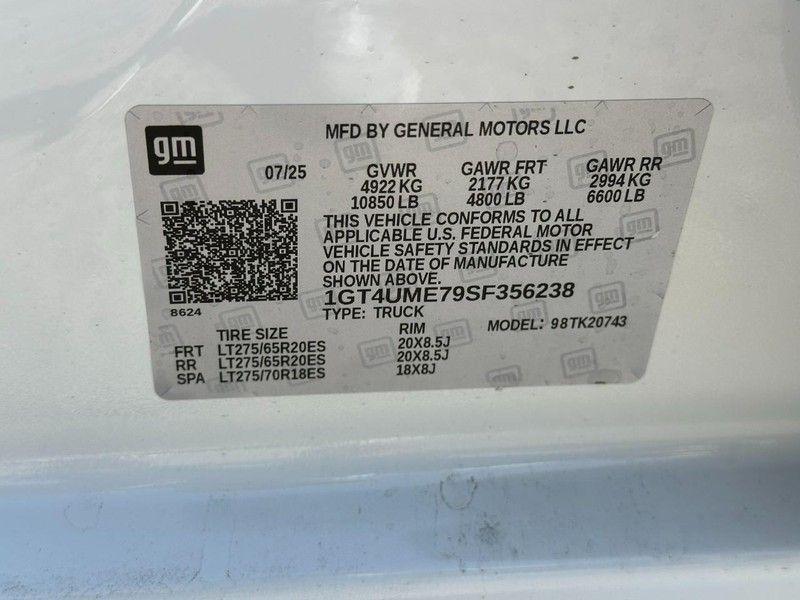 gm
MFD BY GENERAL MOTORS LLC
07/25
GVWR GAWR FRT GAWR RR
4922 KG 2177 KG 2994 KG
10850 LB 4800 LB 6600 LB
THIS VEHICLE CONFORMS TO ALL
APPLICABLE U.S. FEDERAL MOTOR
VEHICLE SAFETY STANDARDS IN EFFECT
ON THE DATE OF MANUFACTURE
SHOWN ABOVE.
1GT4UME79SF356238
8624
TYPE: TRUCK MODEL: 98TK20743
TIRE SIZE RIM
FRT LT275/65R20ES 20X8.5J
RR LT275/65R20ES 20X8.5J
SPA LT275/70R18ES 18X8J